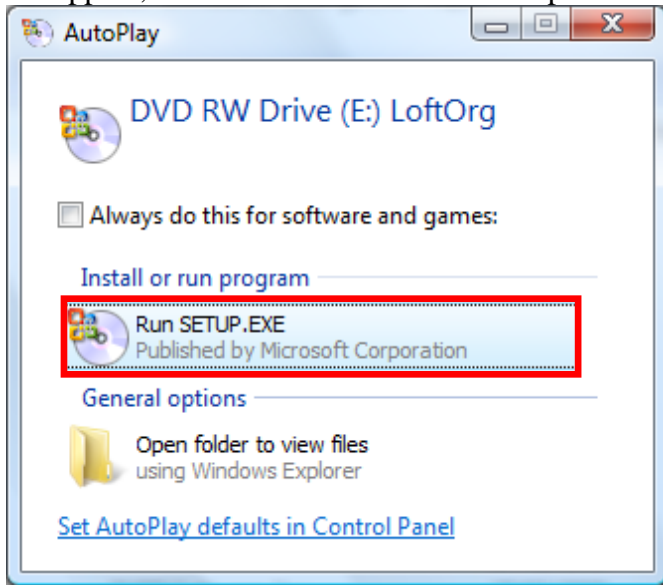 AutoPlay
DVD RW Drive (E:) LoftOrg
Always do this for software and games:
Install or run program
Run SETUP.EXE
Published by Microsoft Corporation
General options
Open folder to view files
using Windows Explorer
Set AutoPlay defaults in Control Panel